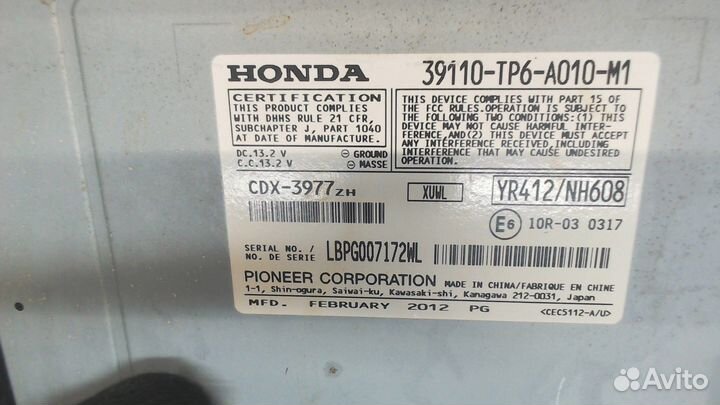 HONDA 39110-TP6-A010-M1
CERTIFICATION
THIS PRODUCT COMPLIES
WITH DHHS RULE 21 CFR,
SUBCHAPTER J, PART 1040
AT DATE OF MANUFACTURE.
THIS DEVICE COMPLIES WITH PART 15 OF
THE FCC RULES.OPERATION IS SUBJECT TO
THE FOLLOWING TWO CONDITIONS:(1) THIS
DEVICE MAY NOT CAUSE HARMFUL INTER-
FERENCE,AND(2) THIS DEVICE MUST ACCEPT
ANY INTERFERENCE RECEIVED,INCLUDING
INTERFERENCE THAT MAY CAUSE UNDESIRED
OPERATION.
DC.13.2 V ⊖ GROUND
C.C.13.2 V ⊖ MASSE
CDX-3977ZH XUWL YR412/NH608
E6 10R-03 0317
SERIAL NO./
NO. DE SERIE LBPG007172WL
PIONEER CORPORATION MADE IN CHINA/FABRIQUE EN CHINE
1-1, Shin-ogura, Saiwai-ku, Kawasaki-shi, Kanagawa 212-0031, Japan
MFD. FEBRUARY 2012 PG <CEC5112-A/U>
Avito